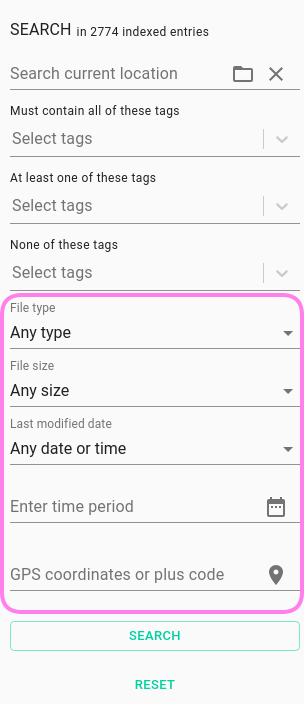 SEARCH in 2774 indexed entries
Search current location
Must contain all of these tags
Select tags
At least one of these tags
Select tags
None of these tags
Select tags
File type
Any type
File size
Any size
Last modified date
Any date or time
Enter time period
GPS coordinates or plus code
SEARCH
RESET